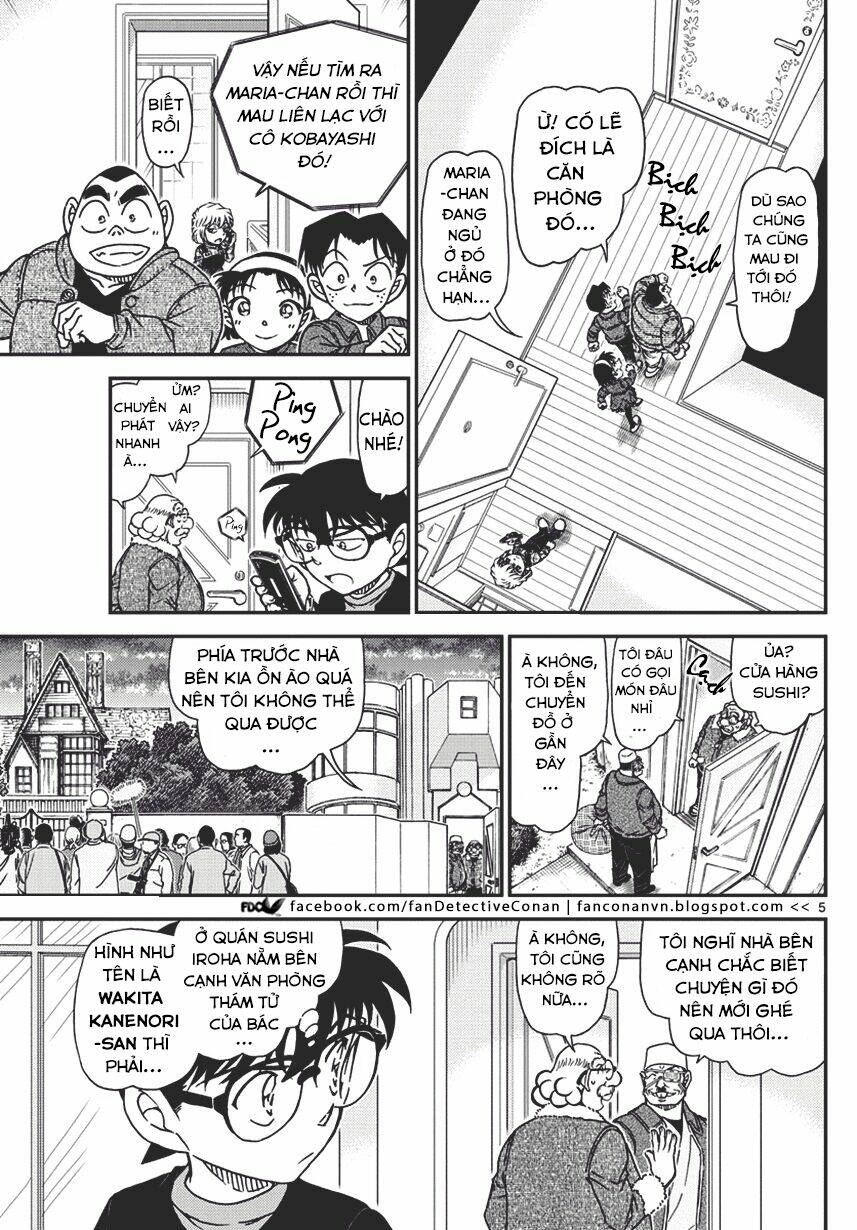 DÙ SAO
CHÚNG
TA CŨNG
MAU ĐI
TỚI ĐÓ
THÔI!
BỊCH
BỊCH
BỊCH
Ừ! CÓ LẼ
ĐÍCH LÀ
CĂN
PHÒNG
ĐÓ...
MARIA
-CHAN
ĐANG
NGỦ
Ở ĐÓ
CHẲNG
HẠN...
VẬY NẾU TÌM RA
MARIA-CHAN RỒI THÌ
MAU LIÊN LẠC VỚI
CÔ KOBAYASHI
ĐÓ!
BIẾT
RỒI
...
CHÀO
NHÉ!
PING
PONG
PING
ỪM?
AI
VẬY?
CHUYỂN
PHÁT
NHANH
À...
ỦA?
CỬA HÀNG
SUSHI?
CẠCH
TÔI ĐÂU
CÓ GỌI
MÓN ĐÂU
NHỈ
...
À KHÔNG,
TÔI ĐẾN
CHUYỂN
ĐỒ Ở
GẦN
ĐÂY
...
PHÍA TRƯỚC NHÀ
BÊN KIA ỒN ÀO QUÁ
NÊN TÔI KHÔNG THỂ
QUA ĐƯỢC
...
FDC facebook.com/fanDetectiveConan | fanconanvn.blogspot.com << 5
TÔI NGHĨ NHÀ BÊN
CẠNH CHẮC BIẾT
CHUYỆN GÌ ĐÓ
NÊN MỚI GHÉ
QUA THÔI...
À KHÔNG,
TÔI CŨNG
KHÔNG RÕ
NỮA...
Ở QUÁN SUSHI
IROHA NẰM BÊN
CẠNH VĂN PHÒNG
THÁM TỬ
CỦA BÁC
...
HÌNH NHƯ
TÊN LÀ
WAKITA
KANENORI
-SAN THÌ
PHẢI...